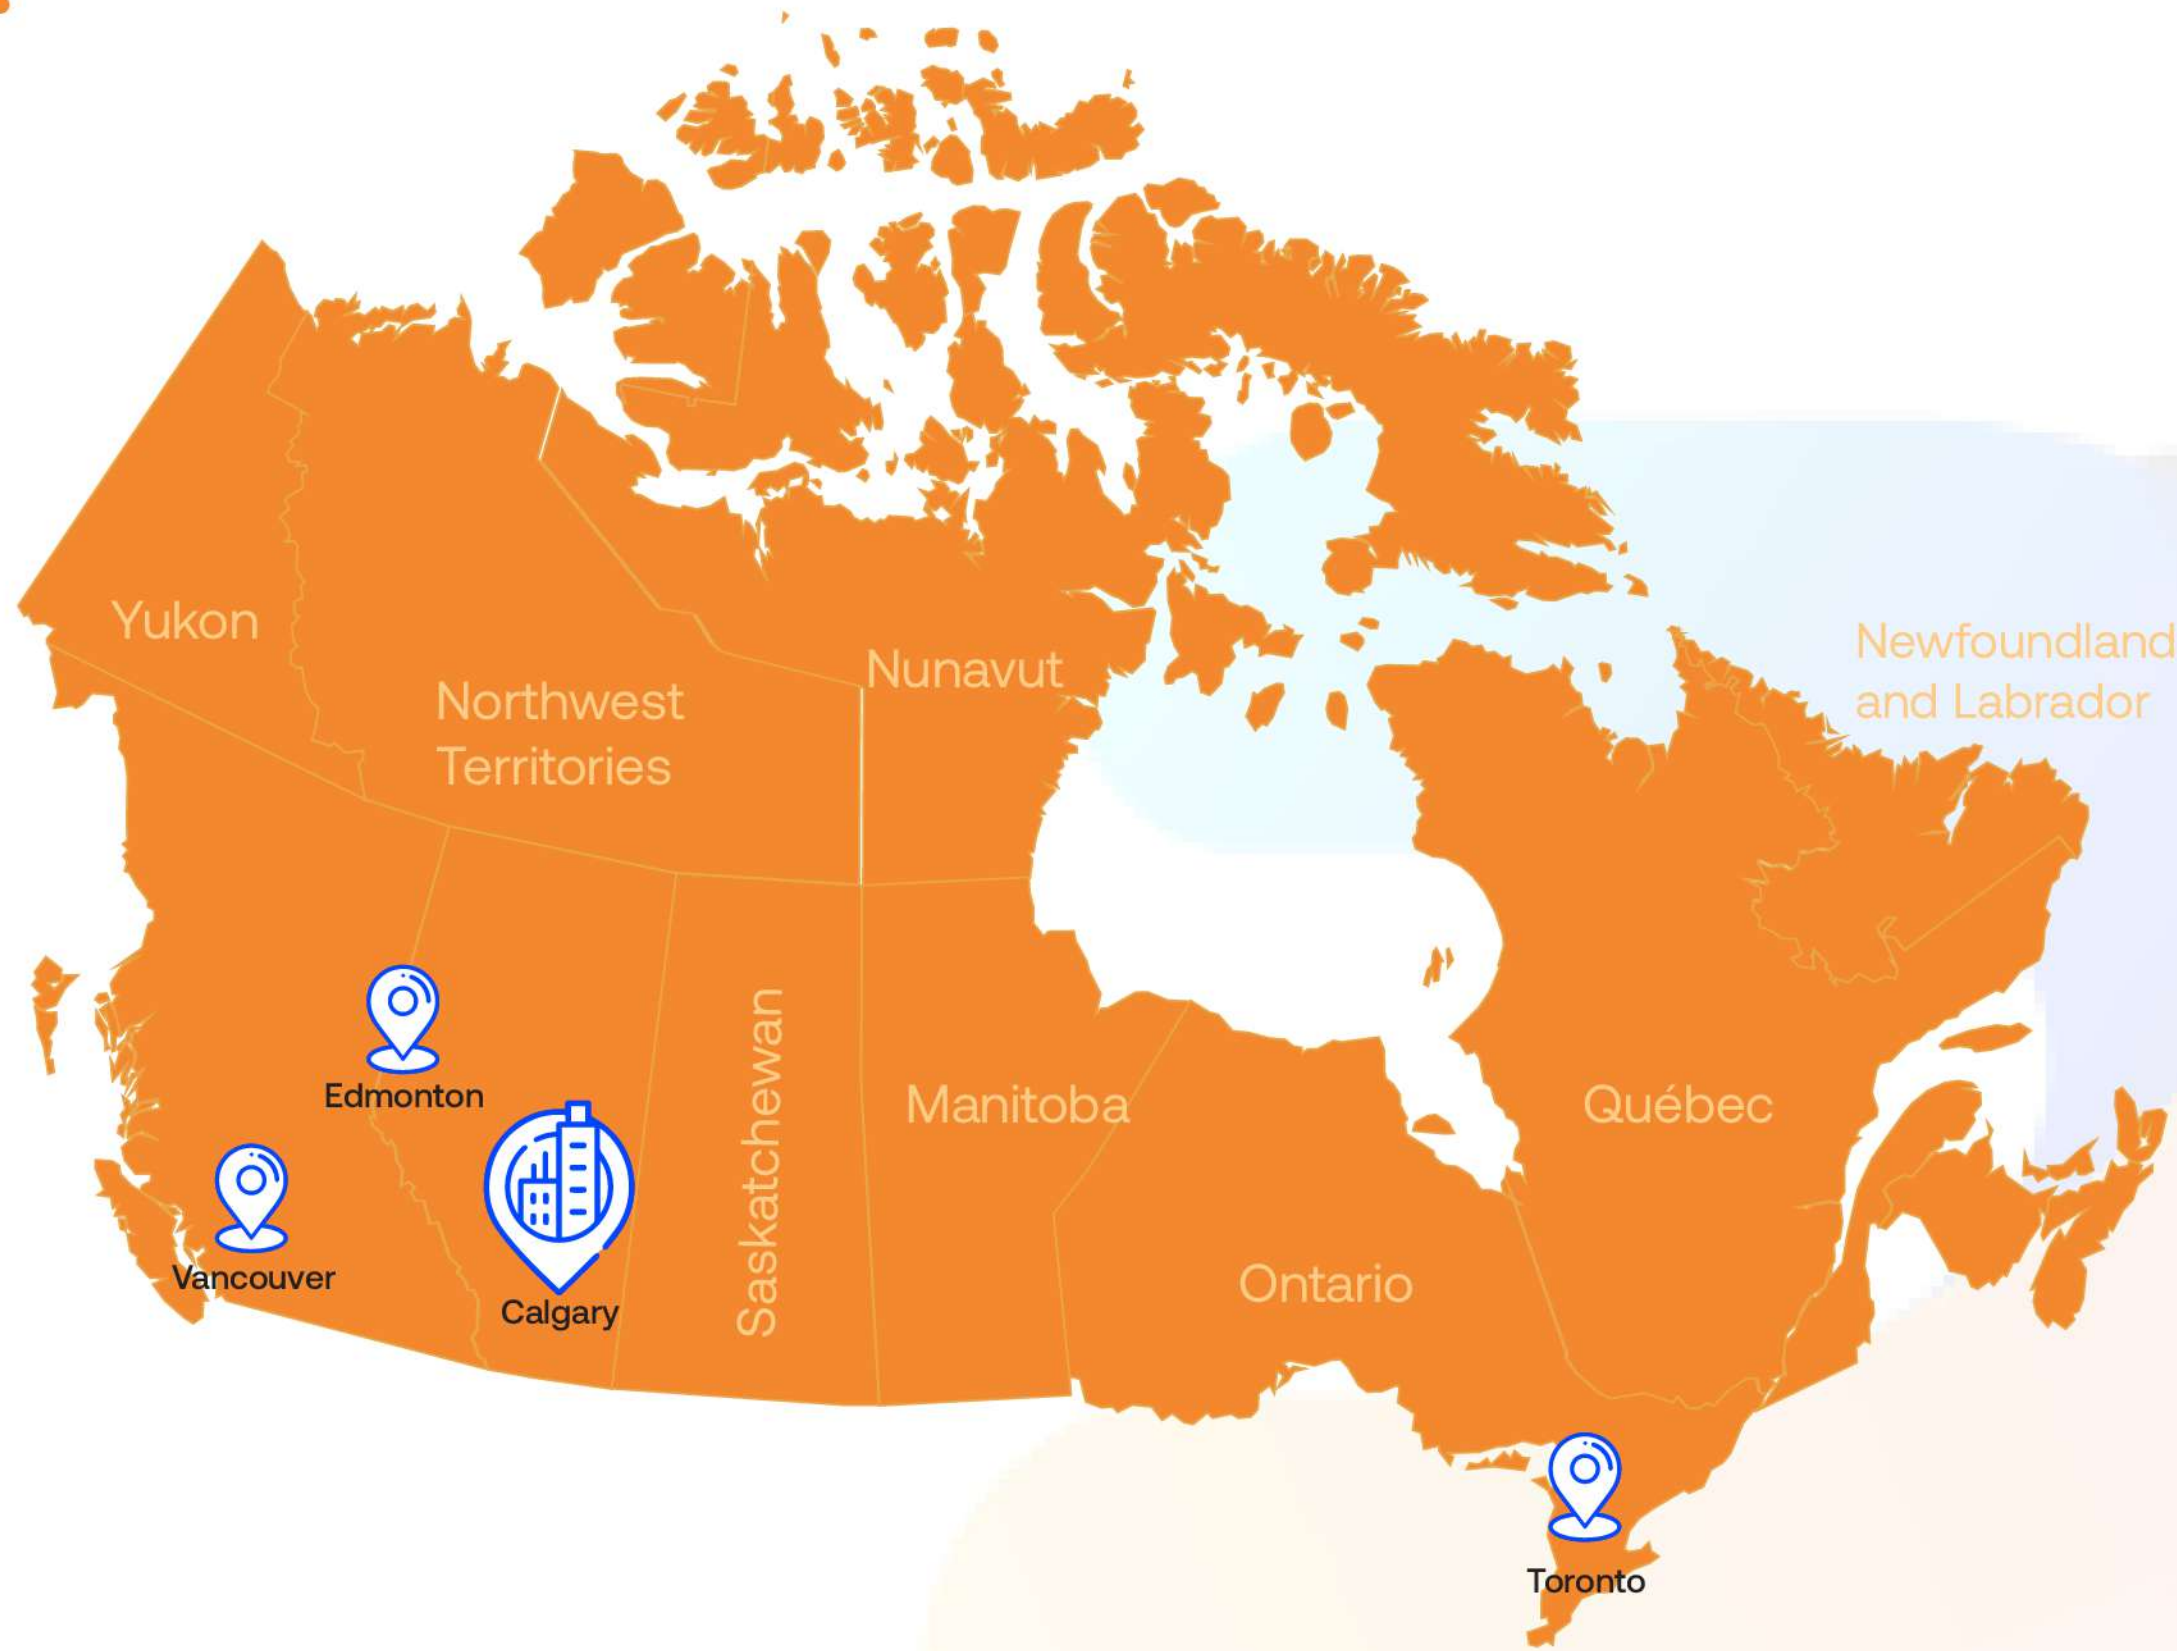 Yukon
Northwest
Territories
Nunavut
Newfoundland
and Labrador
Edmonton
Vancouver
Calgary
Saskatchewan
Manitoba
Ontario
Québec
Toronto